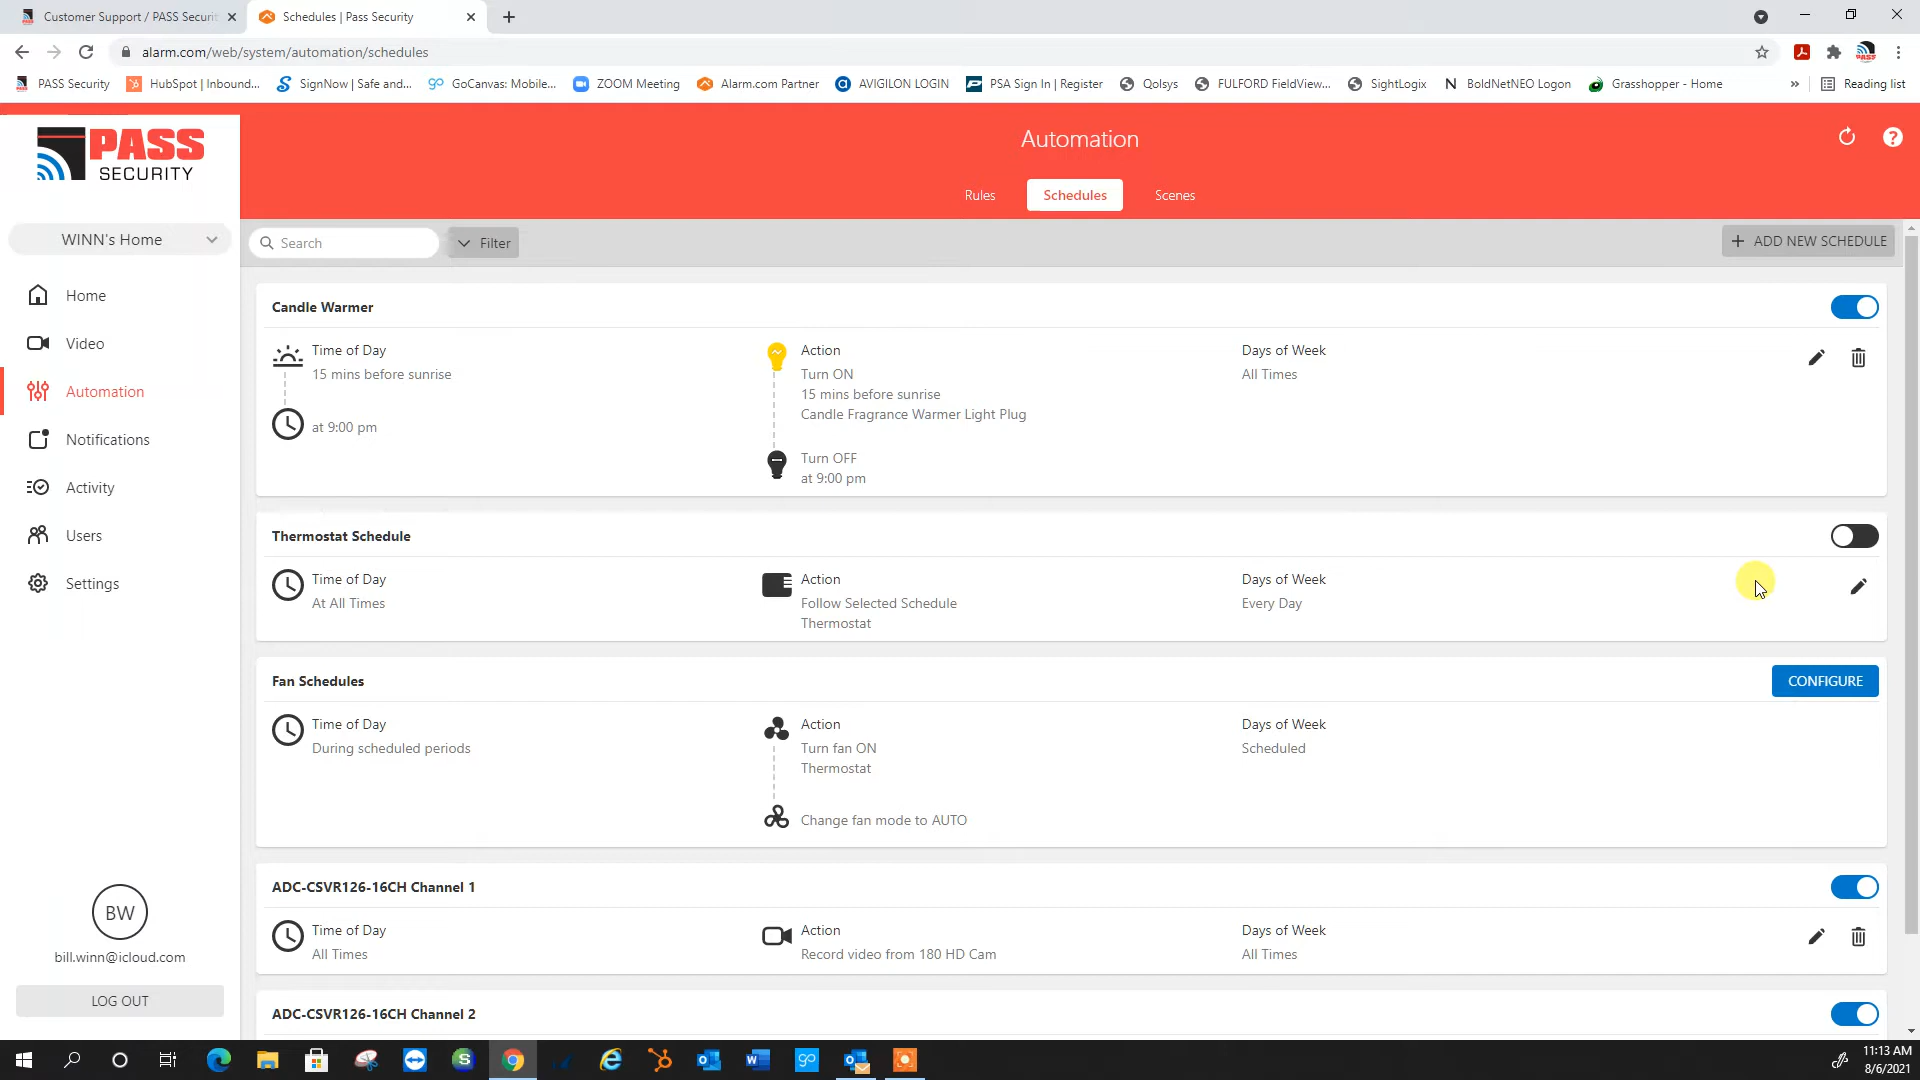 Customer Support / PASS Securit
Schedules | Pass Security
alarm.com/web/system/automation/schedules
PASS Security
HubSpot | Inbound...
SignNow | Safe and...
GoCanvas: Mobile...
ZOOM Meeting
Alarm.com Partner
AVIGILON LOGIN
PSA Sign In | Register
Qolsys
FULFORD FieldView...
SightLogix
BoldNetNEO Logon
Grasshopper - Home
»
Reading list
PASS
SECURITY
Automation
Rules
Schedules
Scenes
WINN's Home
Search
Filter
+ ADD NEW SCHEDULE
Home
Video
Automation
Notifications
Activity
Users
Settings
Candle Warmer
Time of Day
15 mins before sunrise
at 9:00 pm
Action
Turn ON
15 mins before sunrise
Candle Fragrance Warmer Light Plug
Turn OFF
at 9:00 pm
Days of Week
All Times
Thermostat Schedule
Time of Day
At All Times
Action
Follow Selected Schedule
Thermostat
Days of Week
Every Day
Fan Schedules
CONFIGURE
Time of Day
During scheduled periods
Action
Turn fan ON
Thermostat
Change fan mode to AUTO
Days of Week
Scheduled
ADC-CSVR126-16CH Channel 1
Time of Day
All Times
Action
Record video from 180 HD Cam
Days of Week
All Times
ADC-CSVR126-16CH Channel 2
BW
bill.winn@icloud.com
LOG OUT
11:13 AM
8/6/2021